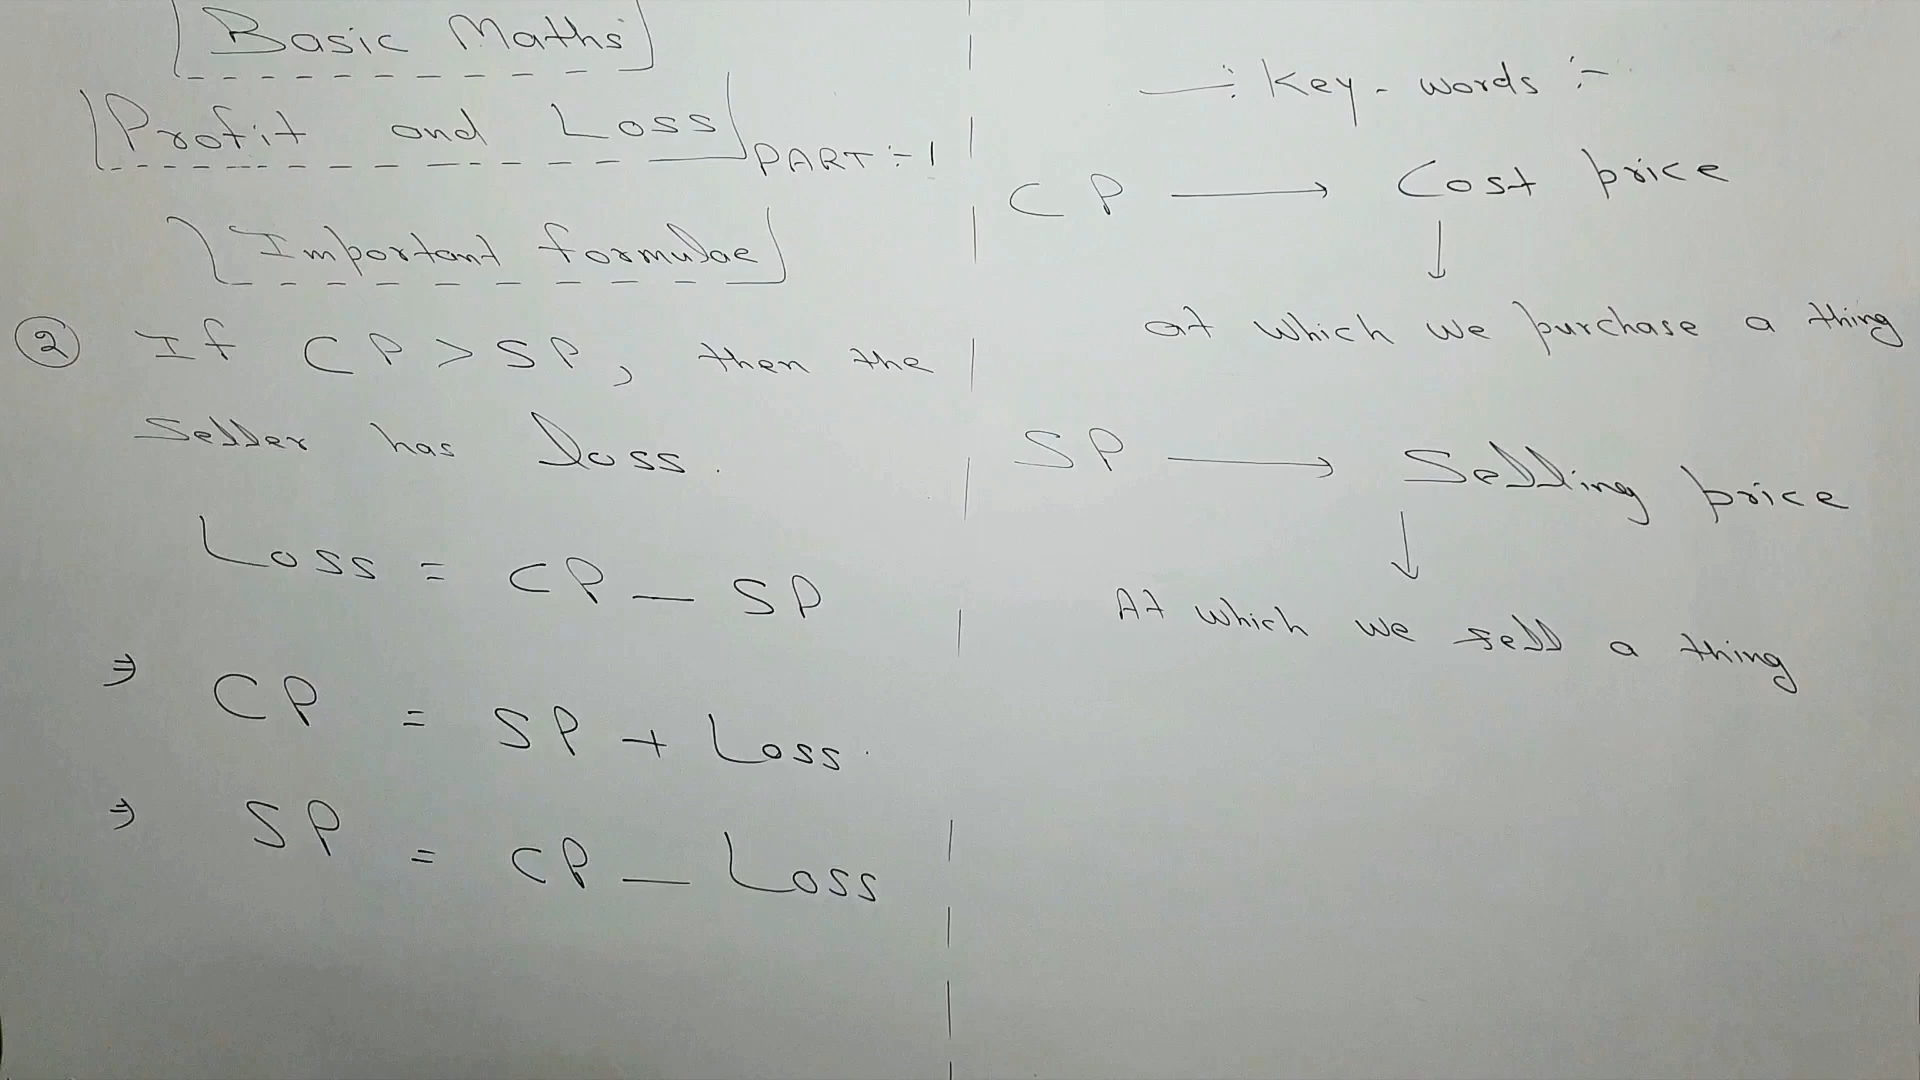 Basic Maths
Profit and Loss
PART :- 1
Important formulae
② If CP > SP, then the
Seller has loss.
Loss = CP - SP
⇒ CP = SP + Loss.
⇒ SP = CP - Loss
—: Key-words :-
CP → Cost price
↓
at which we purchase a thing
SP → Selling price
↓
At which we sell a thing